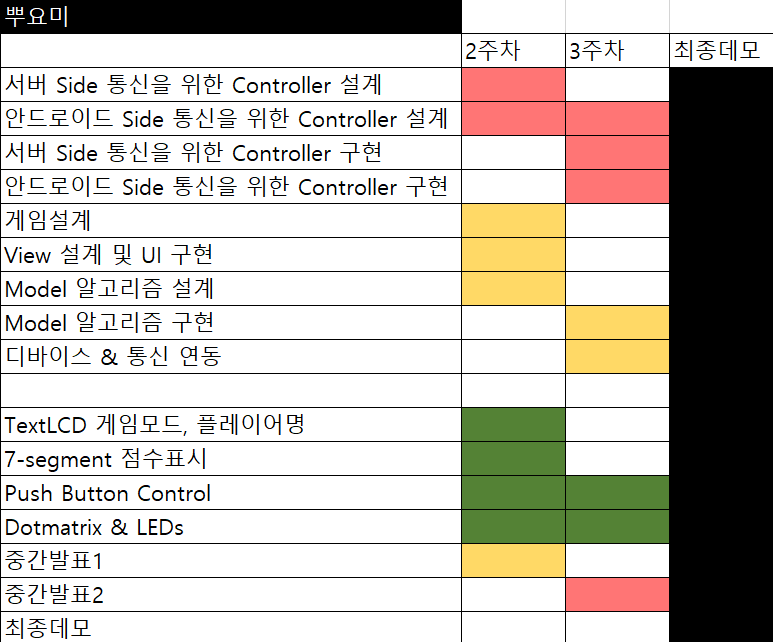 뿌요미
2주차 3주차 최종데모
서버 Side 통신을 위한 Controller 설계
안드로이드 Side 통신을 위한 Controller 설계
서버 Side 통신을 위한 Controller 구현
안드로이드 Side 통신을 위한 Controller 구현
게임설계
View 설계 및 UI 구현
Model 알고리즘 설계
Model 알고리즘 구현
디바이스 & 통신 연동
TextLCD 게임모드, 플레이어명
7-segment 점수표시
Push Button Control
Dotmatrix & LEDs
중간발표1
중간발표2
최종데모